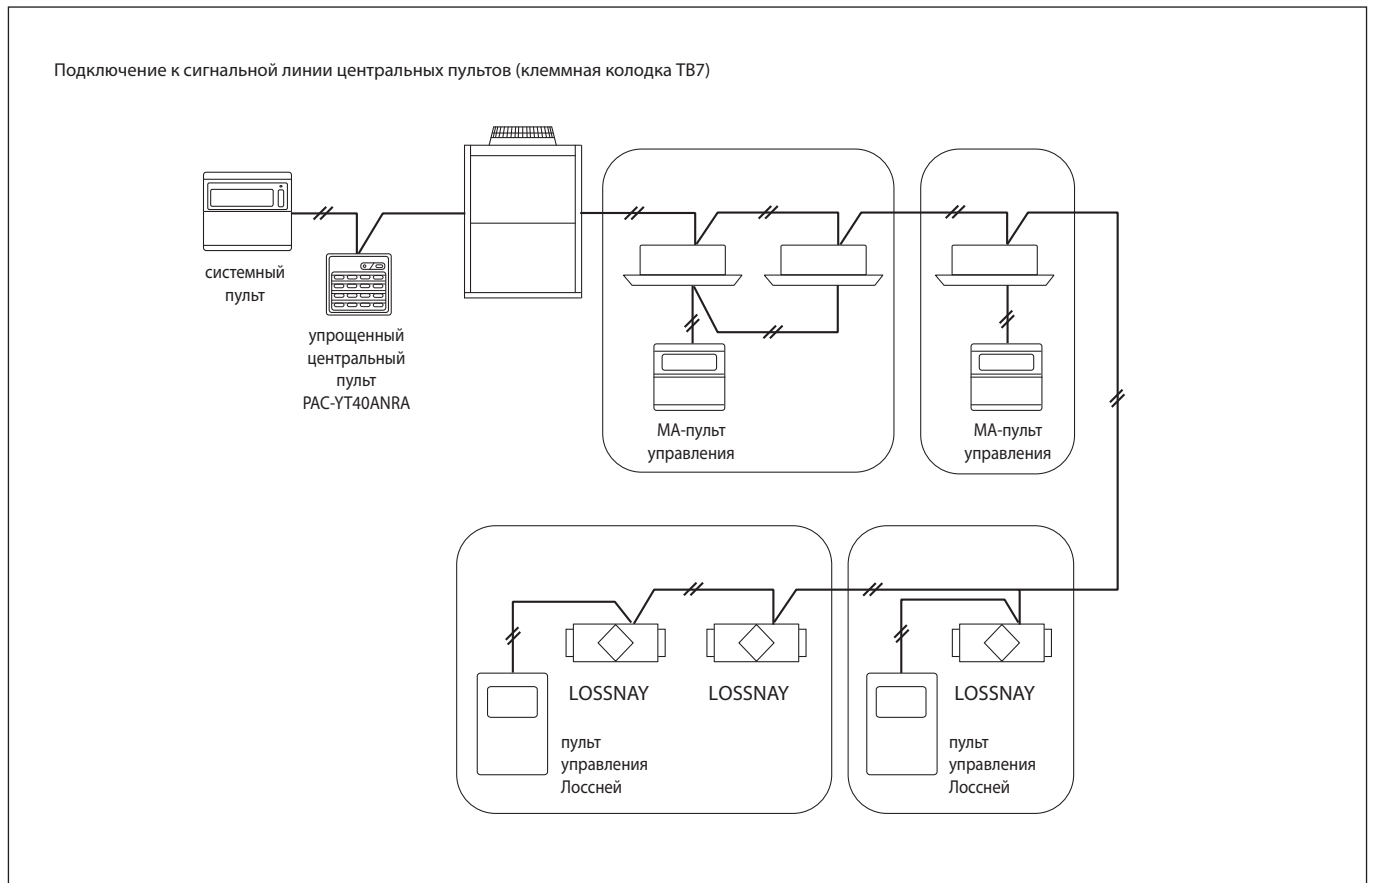 Подключение к сигнальной линии центральных пультов (клеммная колодка TB7)
системный
пульт
упрощенный
центральный
пульт
PAC-YT40ANRA
MA-пульт
управления
MA-пульт
управления
LOSSNAY
LOSSNAY
пульт
управления
Лоссней
LOSSNAY
пульт
управления
Лоссней